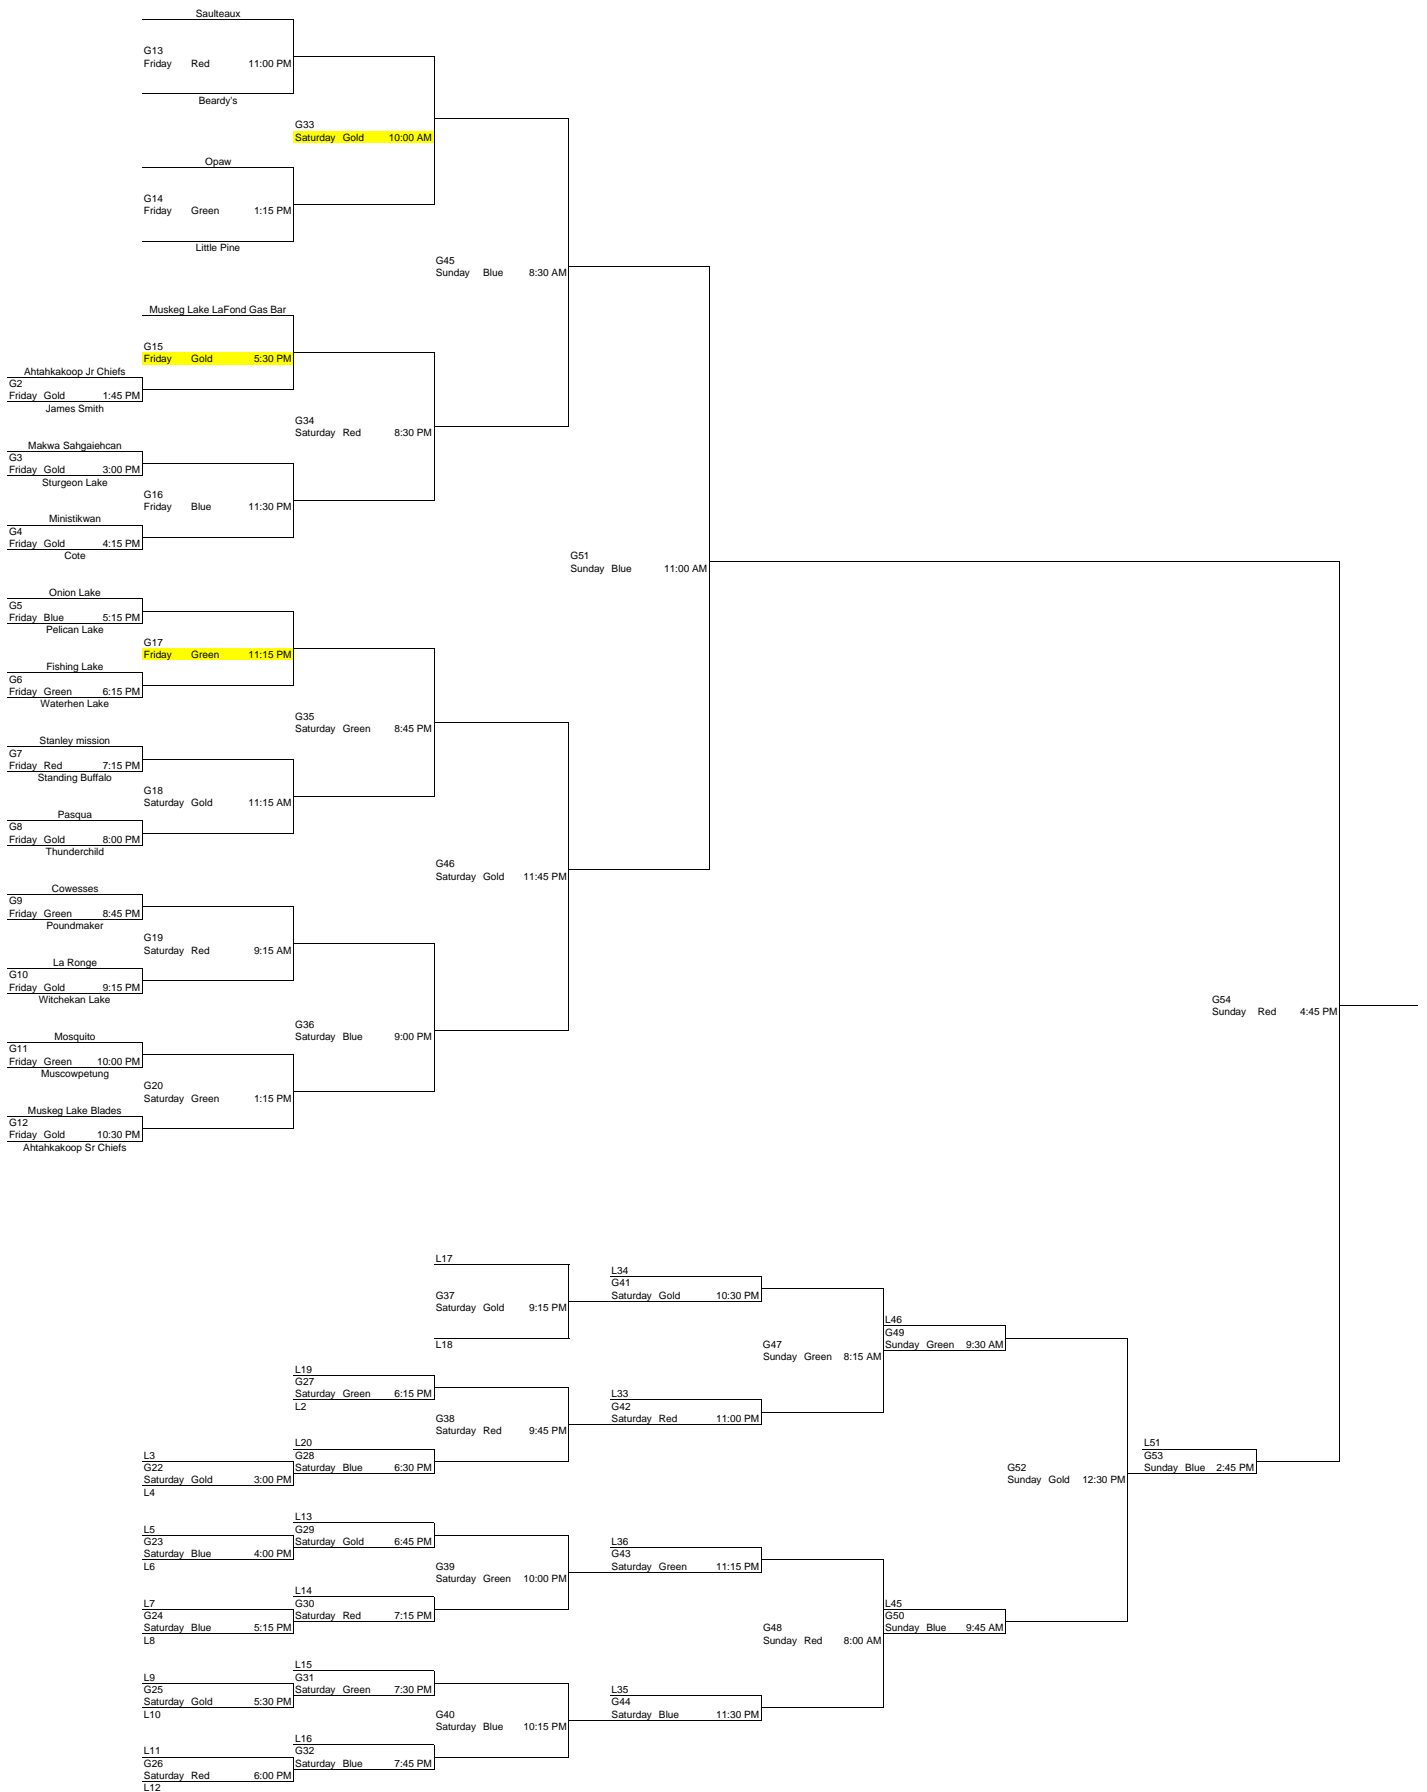 Saulteaux
G13
Friday Red 11:00 PM
Beardy's
G33
Saturday Gold 10:00 AM
Opaw
G14
Friday Green 1:15 PM
Little Pine
G45
Sunday Blue 8:30 AM
Muskeg Lake LaFond Gas Bar
G15
Friday Gold 5:30 PM
Ahtahkakoop Jr Chiefs
G2
Friday Gold 1:45 PM
James Smith
G34
Saturday Red 8:30 PM
Makwa Sahgaiehcan
G3
Friday Gold 3:00 PM
Sturgeon Lake
G16
Friday Blue 11:30 PM
Ministikwan
G4
Friday Gold 4:15 PM
Cote
G51
Sunday Blue 11:00 AM
Onion Lake
G5
Friday Blue 5:15 PM
Pelican Lake
G17
Friday Green 11:15 PM
Fishing Lake
G6
Friday Green 6:15 PM
Waterhen Lake
G35
Saturday Green 8:45 PM
Stanley mission
G7
Friday Red 7:15 PM
Standing Buffalo
G18
Saturday Gold 11:15 AM
Pasqua
G8
Friday Gold 8:00 PM
Thunderchild
G46
Saturday Gold 11:45 PM
Cowesses
G9
Friday Green 8:45 PM
Poundmaker
G19
Saturday Red 9:15 AM
La Ronge
G10
Friday Gold 9:15 PM
Witchekan Lake
G54
Sunday Red 4:45 PM
G36
Saturday Blue 9:00 PM
Mosquito
G11
Friday Green 10:00 PM
Muscowpetung
G20
Saturday Green 1:15 PM
Muskeg Lake Blades
G12
Friday Gold 10:30 PM
Ahtahkakoop Sr Chiefs
L17
L34
G41
Saturday Gold 10:30 PM
G37
Saturday Gold 9:15 PM
L18
L46
G49
Sunday Green 9:30 AM
G47
Sunday Green 8:15 AM
L19
G27
Saturday Green 6:15 PM
L2
L33
G42
Saturday Red 11:00 PM
G38
Saturday Red 9:45 PM
L20
G28
Saturday Blue 6:30 PM
L3
G22
Saturday Gold 3:00 PM
L4
L51
G53
Sunday Blue 2:45 PM
G52
Sunday Gold 12:30 PM
L13
G29
Saturday Gold 6:45 PM
L5
G23
Saturday Blue 4:00 PM
L6
L36
G43
Saturday Green 11:15 PM
G39
Saturday Green 10:00 PM
L14
G30
Saturday Red 7:15 PM
L7
G24
Saturday Blue 5:15 PM
L8
L45
G50
Sunday Blue 9:45 AM
G48
Sunday Red 8:00 AM
L15
G31
Saturday Green 7:30 PM
L9
G25
Saturday Gold 5:30 PM
L10
L35
G44
Saturday Blue 11:30 PM
G40
Saturday Blue 10:15 PM
L16
G32
Saturday Blue 7:45 PM
L11
G26
Saturday Red 6:00 PM
L12